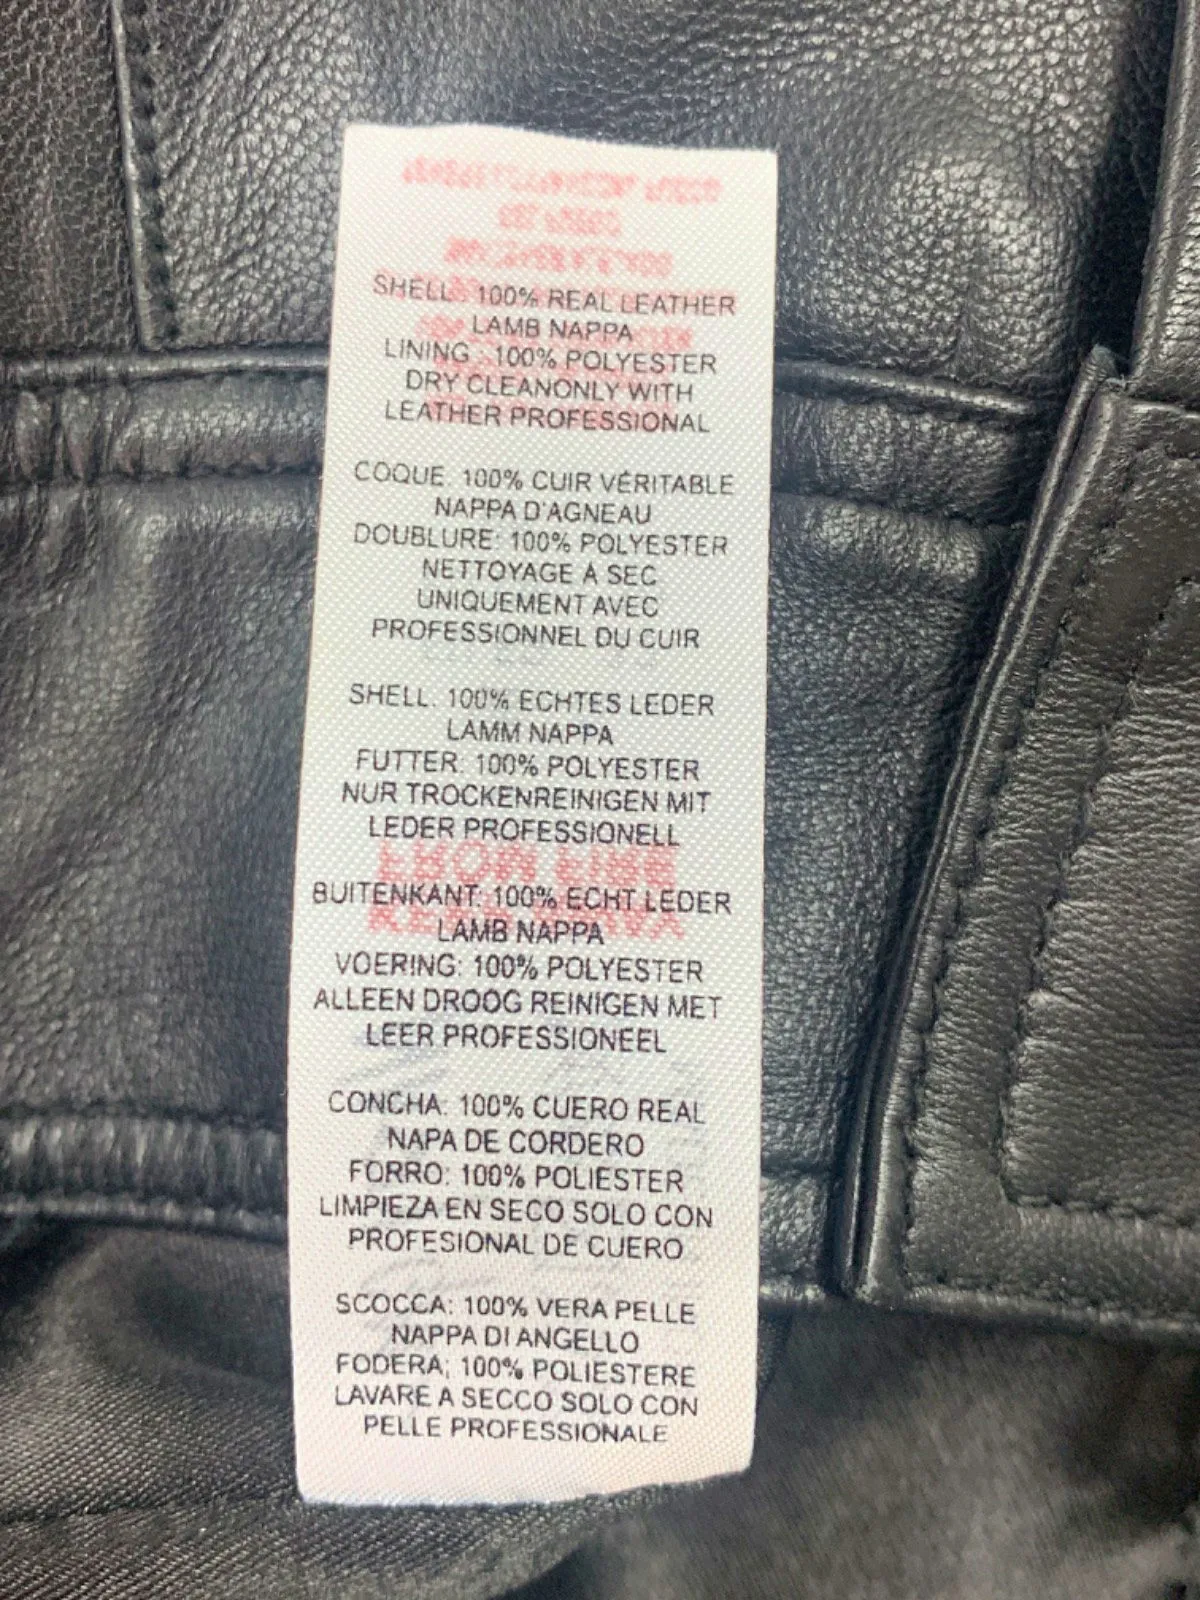 SHELL: 100% REAL LEATHER
LAMB NAPPA
LINING: 100% POLYESTER
DRY CLEANONLY WITH
LEATHER PROFESSIONAL
COQUE: 100% CUIR VÉRITABLE
NAPPA D'AGNEAU
DOUBLURE: 100% POLYESTER
NETTOYAGE À SEC
UNIQUEMENT AVEC
PROFESSIONNEL DU CUIR
SHELL: 100% ECHTES LEDER
LAMM NAPPA
FUTTER: 100% POLYESTER
NUR TROCKENREINIGEN MIT
LEDER PROFESSIONELL
BUITENKANT: 100% ECHT LEDER
LAMB NAPPA
VOERING: 100% POLYESTER
ALLEEN DROOG REINIGEN MET
LEER PROFESSIONEEL
CONCHA: 100% CUERO REAL
NAPA DE CORDERO
FORRO: 100% POLIESTER
LIMPIEZA EN SECO SOLO CON
PROFESIONAL DE CUERO
SCOCCA: 100% VERA PELLE
NAPPA DI ANGELLO
FODERA; 100% POLIESTERE
LAVARE A SECCO SOLO CON
PELLE PROFESSIONALE